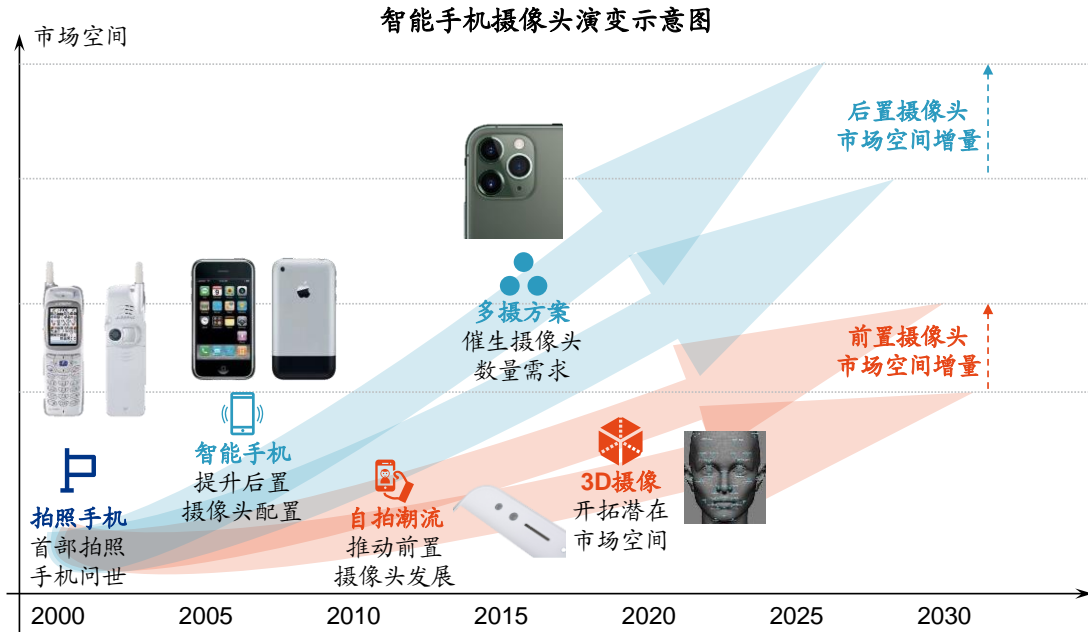 智能手机摄像头演变示意图
市场空间
后置摄像头
市场空间增量
多摄方案
催生摄像头
数量需求
前置摄像头
市场空间增量
智能手机
提升后置
摄像头配置
拍照手机
首部拍照
手机问世
自拍潮流
推动前置
摄像头发展
3D摄像
开拓潜在
市场空间
2000
2005
2010
2015
2020
2025
2030